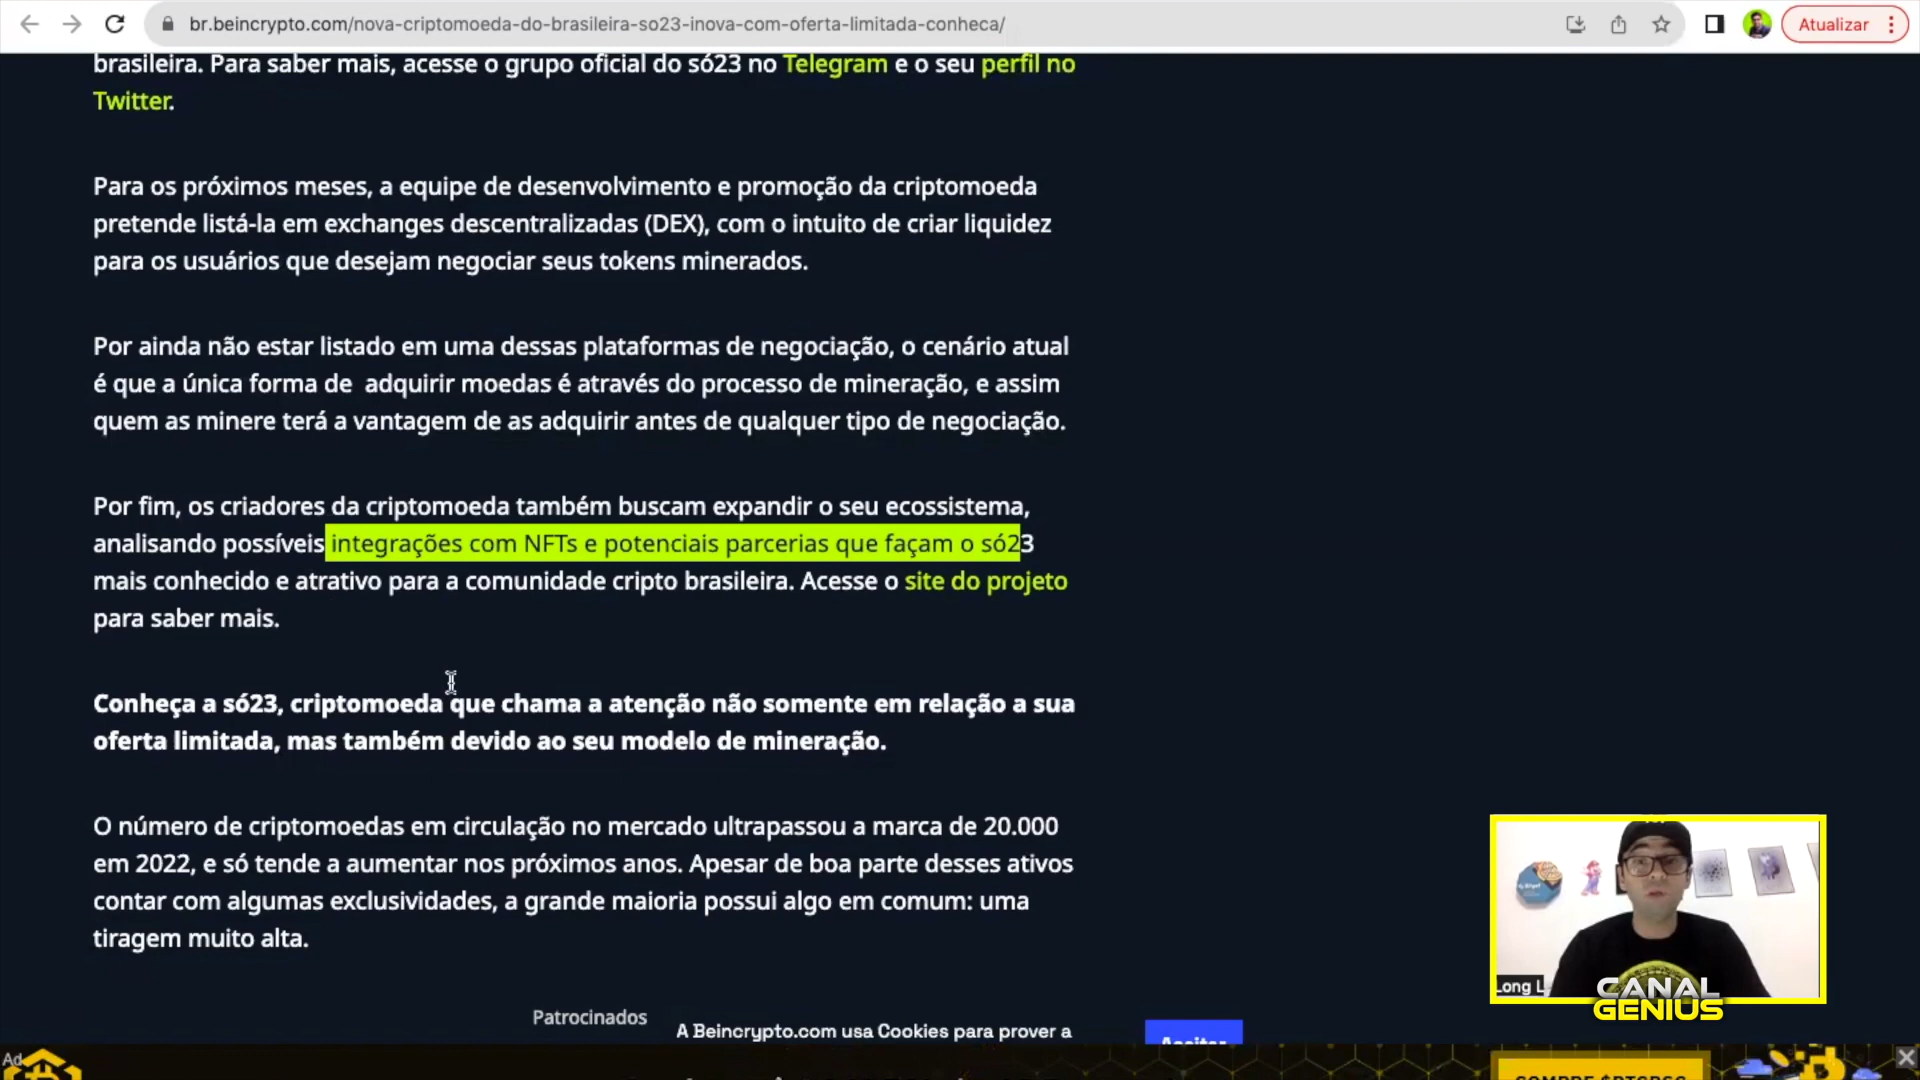 br.beincrypto.com/nova-criptomoeda-do-brasileira-so23-inova-com-oferta-limitada-conheca/
Atualizar
brasileira. Para saber mais, acesse o grupo oficial do só23 no Telegram e o seu perfil no
Twitter.
Para os próximos meses, a equipe de desenvolvimento e promoção da criptomoeda
pretende listá-la em exchanges descentralizadas (DEX), com o intuito de criar liquidez
para os usuários que desejam negociar seus tokens minerados.
Por ainda não estar listado em uma dessas plataformas de negociação, o cenário atual
é que a única forma de adquirir moedas é através do processo de mineração, e assim
quem as minere terá a vantagem de as adquirir antes de qualquer tipo de negociação.
Por fim, os criadores da criptomoeda também buscam expandir o seu ecossistema,
analisando possíveis integrações com NFTs e potenciais parcerias que façam o só23
mais conhecido e atrativo para a comunidade cripto brasileira. Acesse o site do projeto
para saber mais.
Conheça a só23, criptomoeda que chama a atenção não somente em relação a sua
oferta limitada, mas também devido ao seu modelo de mineração.
O número de criptomoedas em circulação no mercado ultrapassou a marca de 20.000
em 2022, e só tende a aumentar nos próximos anos. Apesar de boa parte desses ativos
contar com algumas exclusividades, a grande maioria possui algo em comum: uma
tiragem muito alta.
Long L
CANAL
GENIUS
Patrocinados
A Beincrypto.com usa Cookies para prover a
Aceitar
Ad